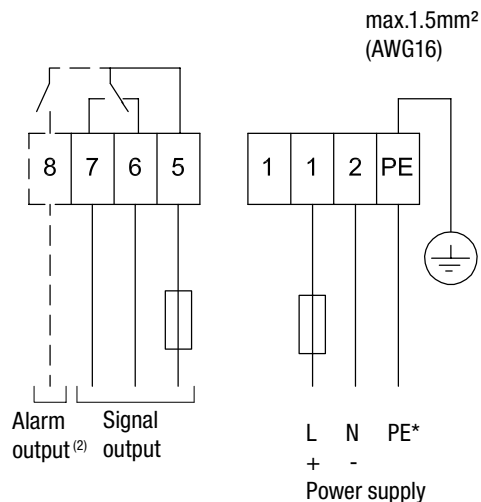 max.1.5mm²
(AWG16)
8 7 6 5 1 1 2 PE
Alarm
output (2)
Signal
output
L N PE*
+ -
Power supply